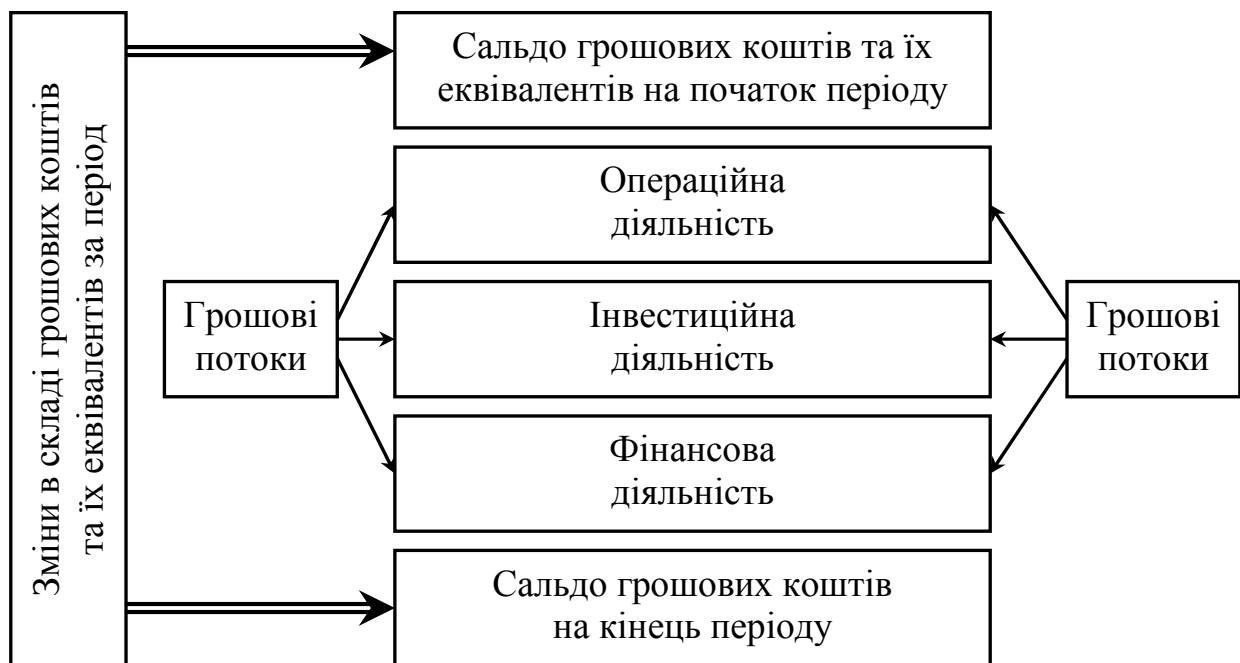 Зміни в складі грошових коштів
та їх еквівалентів за період
Сальдо грошових коштів та їх
еквівалентів на початок періоду
Операційна
діяльність
Грошові
потоки
Інвестиційна
діяльність
Грошові
потоки
Фінансова
діяльність
Сальдо грошових коштів
на кінець періоду